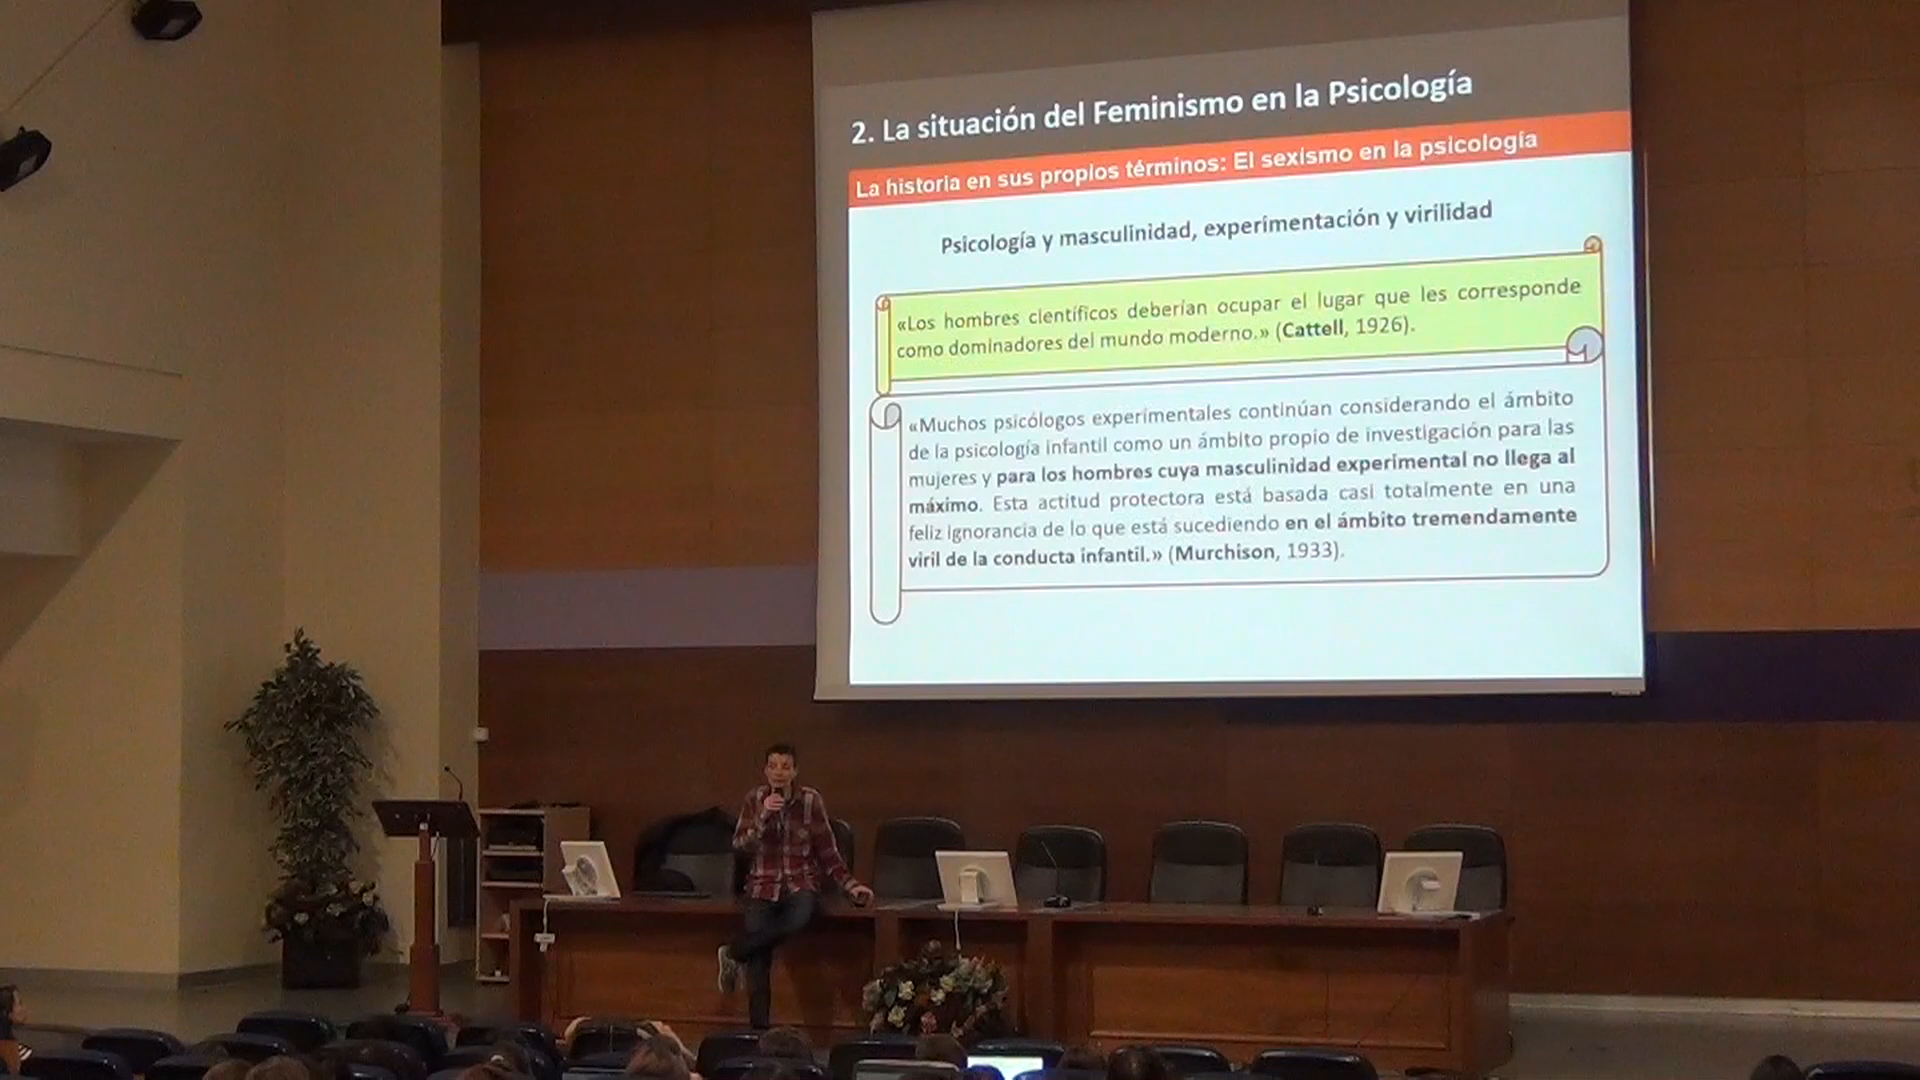 2. La situación del Feminismo en la Psicología
La historia en sus propios términos: El sexismo en la psicología
Psicología y masculinidad, experimentación y virilidad
«Los hombres científicos deberían ocupar el lugar que les corresponde
como dominadores del mundo moderno.» (Cattell, 1926).
«Muchos psicólogos experimentales continúan considerando el ámbito
de la psicología infantil como un ámbito propio de investigación para las
mujeres y para los hombres cuya masculinidad experimental no llega al
máximo. Esta actitud protectora está basada casi totalmente en una
feliz ignorancia de lo que está sucediendo en el ámbito tremendamente
viril de la conducta infantil.» (Murchison, 1933).